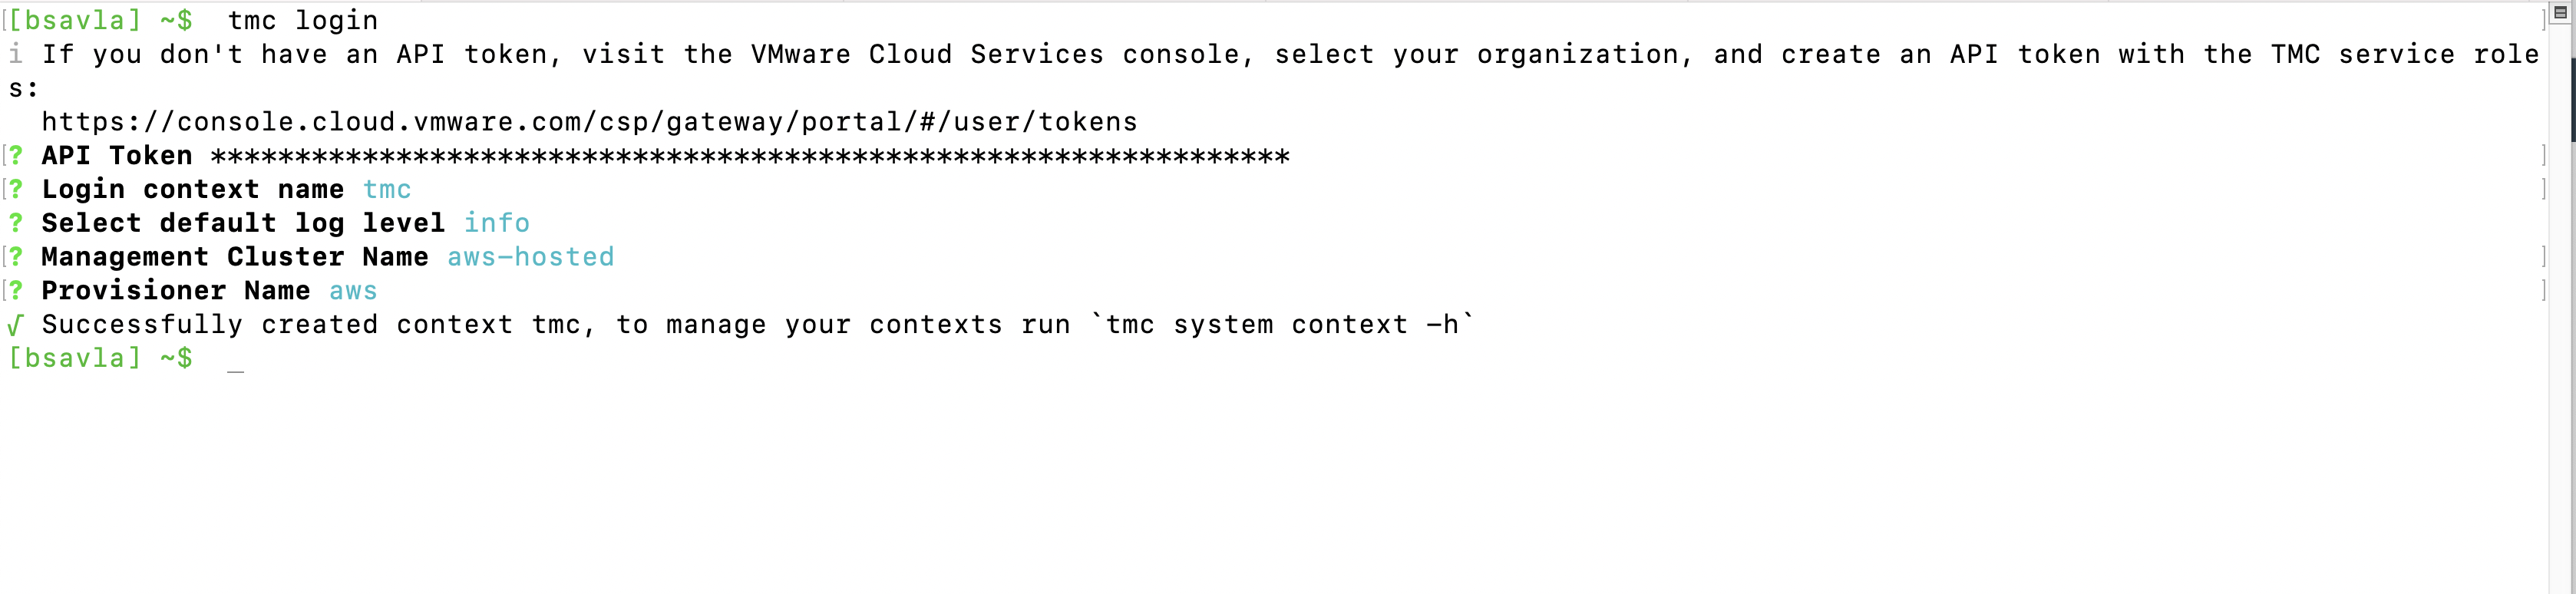 [bsavla] ~$  tmc login
i If you don't have an API token, visit the VMware Cloud Services console, select your organization, and create an API token with the TMC service role
s:
  https://console.cloud.vmware.com/csp/gateway/portal/#/user/tokens
? API Token ****************************************************************
? Login context name tmc
? Select default log level info
? Management Cluster Name aws-hosted
? Provisioner Name aws
√ Successfully created context tmc, to manage your contexts run `tmc system context -h`
[bsavla] ~$  _